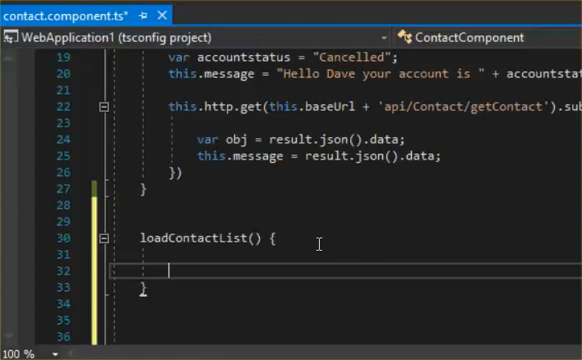 contact.component.ts*
WebApplication1 (tsconfig project) ContactComponent
19 var accountstatus = "Cancelled";
20 this.message = "Hello Dave your account is " + accountsta
21
22 this.http.get(this.baseUrl + 'api/Contact/getContact').su
23
24 var obj = result.json().data;
25 this.message = result.json().data;
26 })
27 }
28
29
30 loadContactList() {
31
32
33 }
34
35
36
100 %